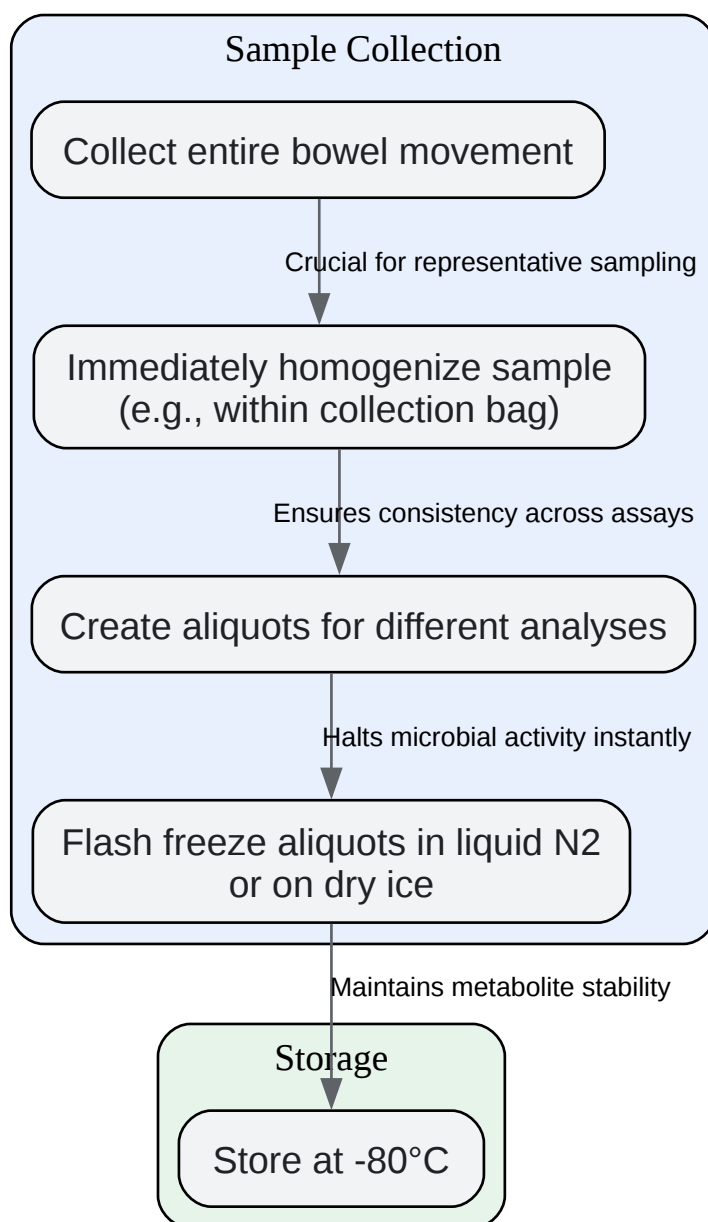 Sample Collection
Collect entire bowel movement
Crucial for representative sampling
Immediately homogenize sample
(e.g., within collection bag)
Ensures consistency across assays
Create aliquots for different analyses
Halts microbial activity instantly
Flash freeze aliquots in liquid N2
or on dry ice
Maintains metabolite stability
Storage
Store at -80°C